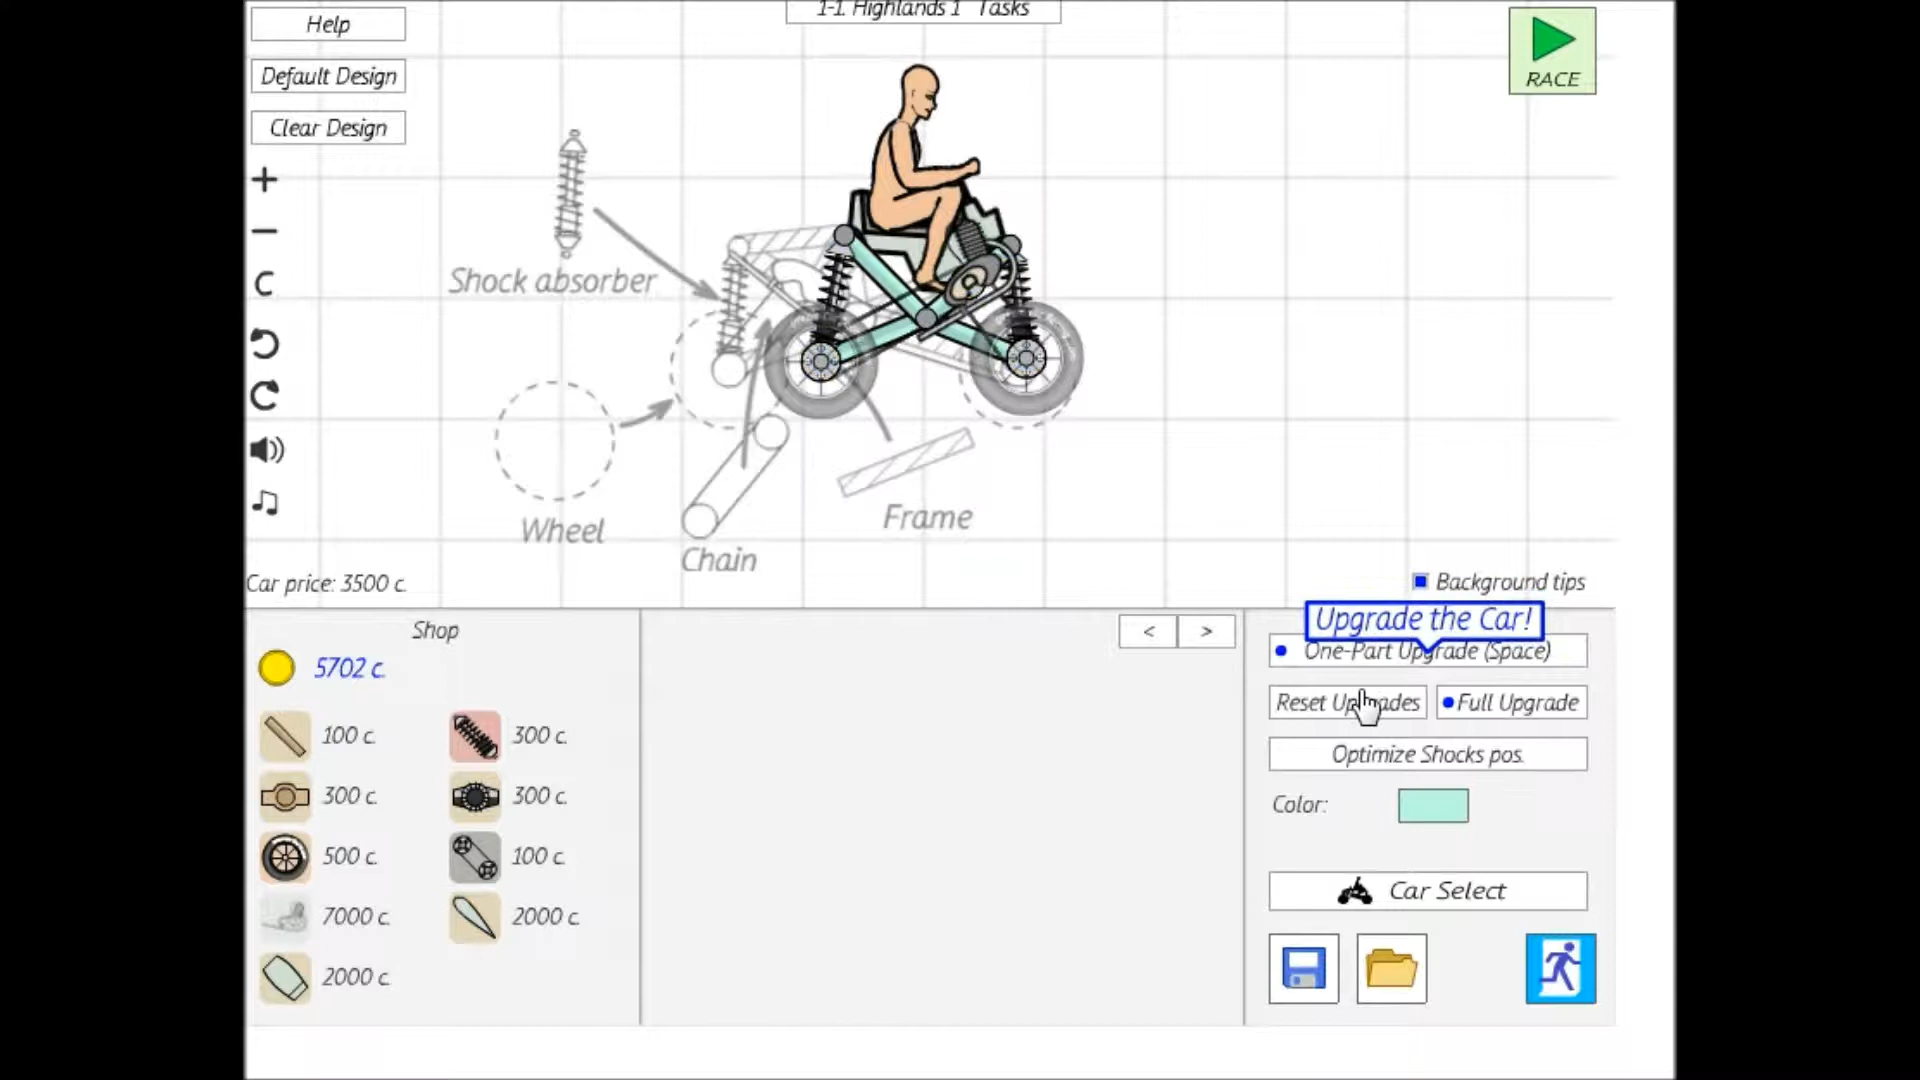 1-1. Highlands 1 Tasks
Help
Default Design
Clear Design
RACE
Shock absorber
Wheel
Chain
Frame
Car price: 3500 c.
Background tips
Upgrade the Car!
Shop
< >
5702 c.
100 c. 300 c.
300 c. 300 c.
500 c. 100 c.
7000 c. 2000 c.
2000 c.
One-Part Upgrade (Space)
Reset Upgrades Full Upgrade
Optimize Shocks pos.
Color:
Car Select